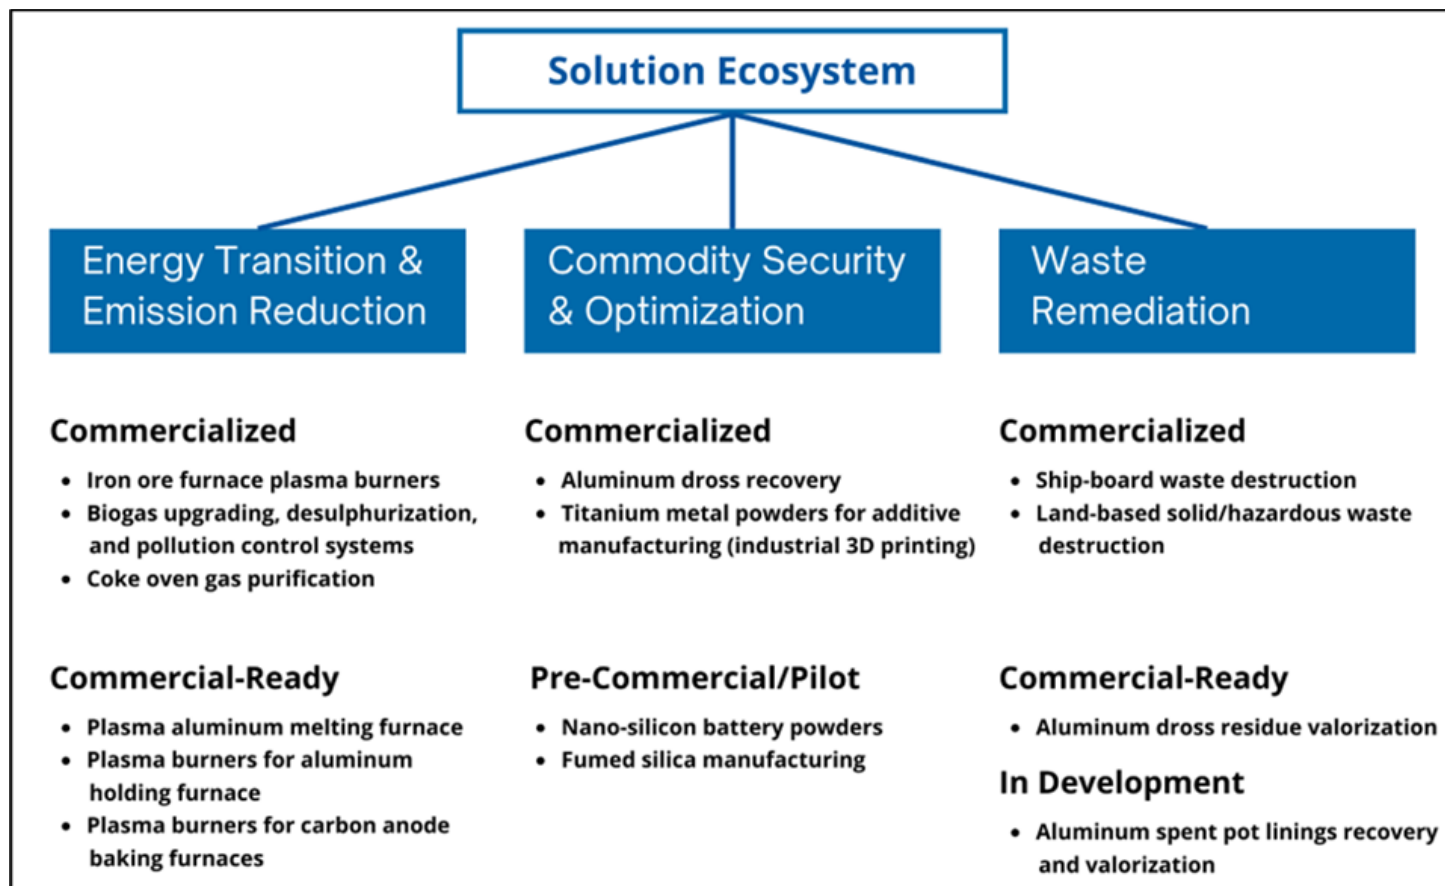 Solution Ecosystem
Energy Transition &
Emission Reduction
Commercialized
• Iron ore furnace plasma burners
• Biogas upgrading, desulphurization,
and pollution control systems
• Coke oven gas purification
Commercial-Ready
• Plasma aluminum melting furnace
• Plasma burners for aluminum
holding furnace
• Plasma burners for carbon anode
baking furnaces
Commodity Security
& Optimization
Commercialized
• Aluminum dross recovery
• Titanium metal powders for additive
manufacturing (industrial 3D printing)
Pre-Commercial/Pilot
• Nano-silicon battery powders
• Fumed silica manufacturing
Waste
Remediation
Commercialized
• Ship-board waste destruction
• Land-based solid/hazardous waste
destruction
Commercial-Ready
• Aluminum dross residue valorization
In Development
• Aluminum spent pot linings recovery
and valorization